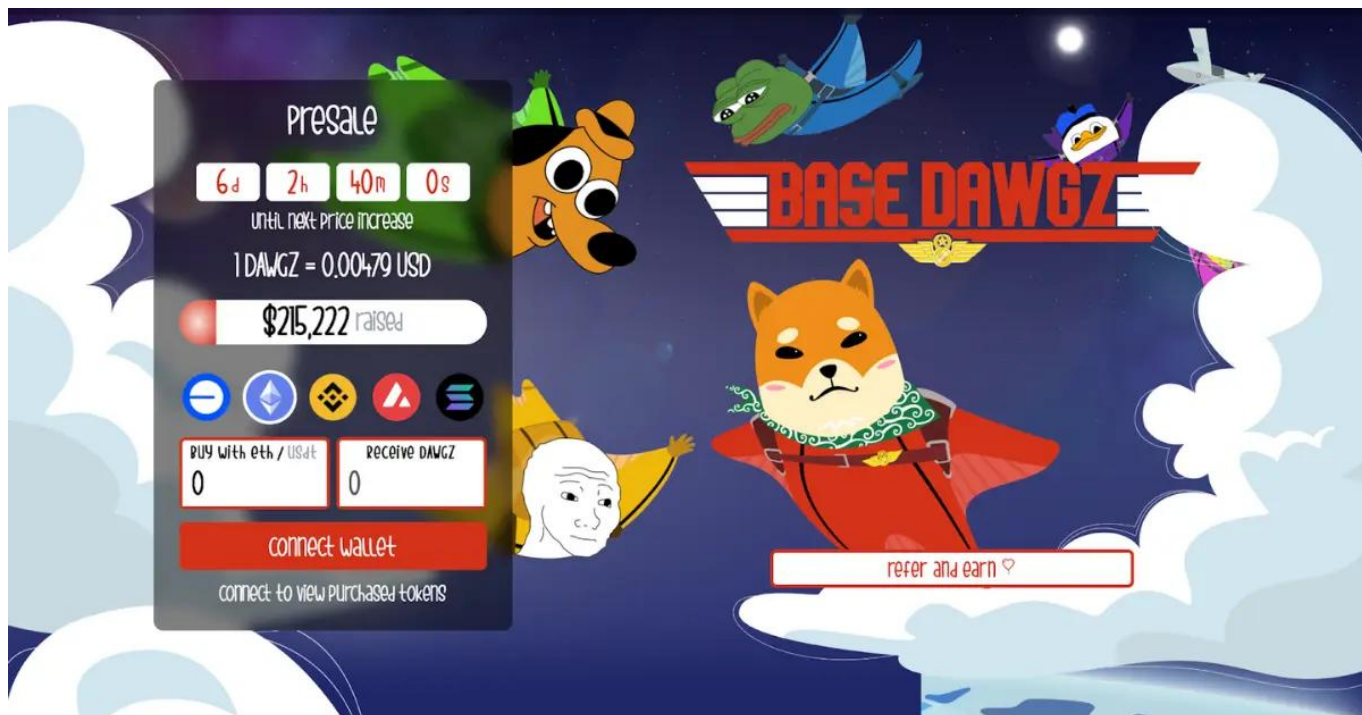 Presale
6d 2h 40m 0s
until next price increase
1 DAWGZ = 0.00479 USD
$215,222 raised
Buy with eth / usdt
Receive DAWGZ
0
0
connect wallet
connect to view purchased tokens
BASE DAWGZ
refer and earn